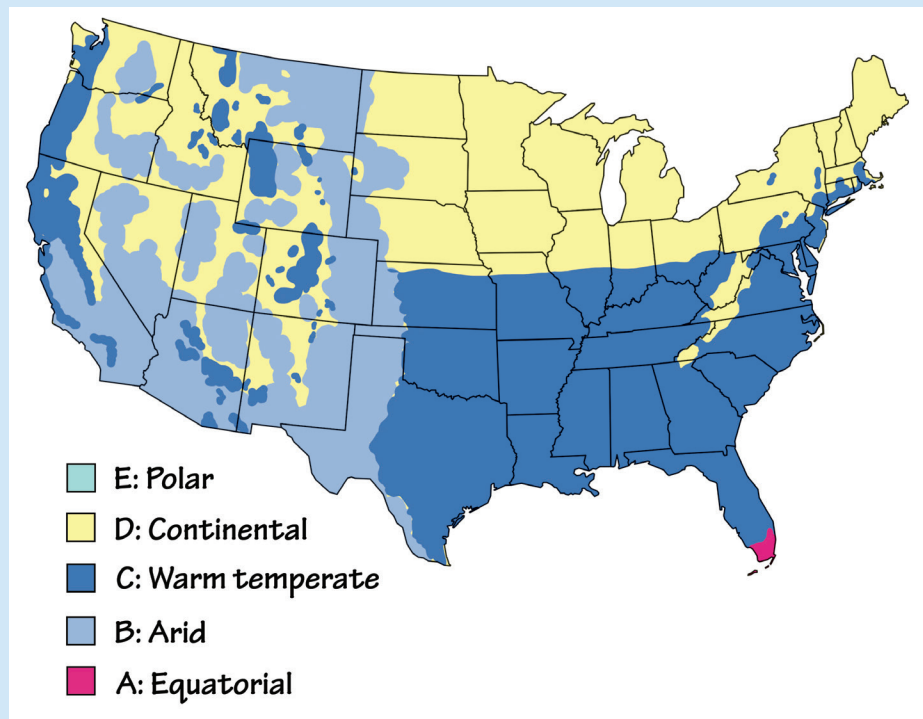 E: Polar
D: Continental
C: Warm temperate
B: Arid
A: Equatorial